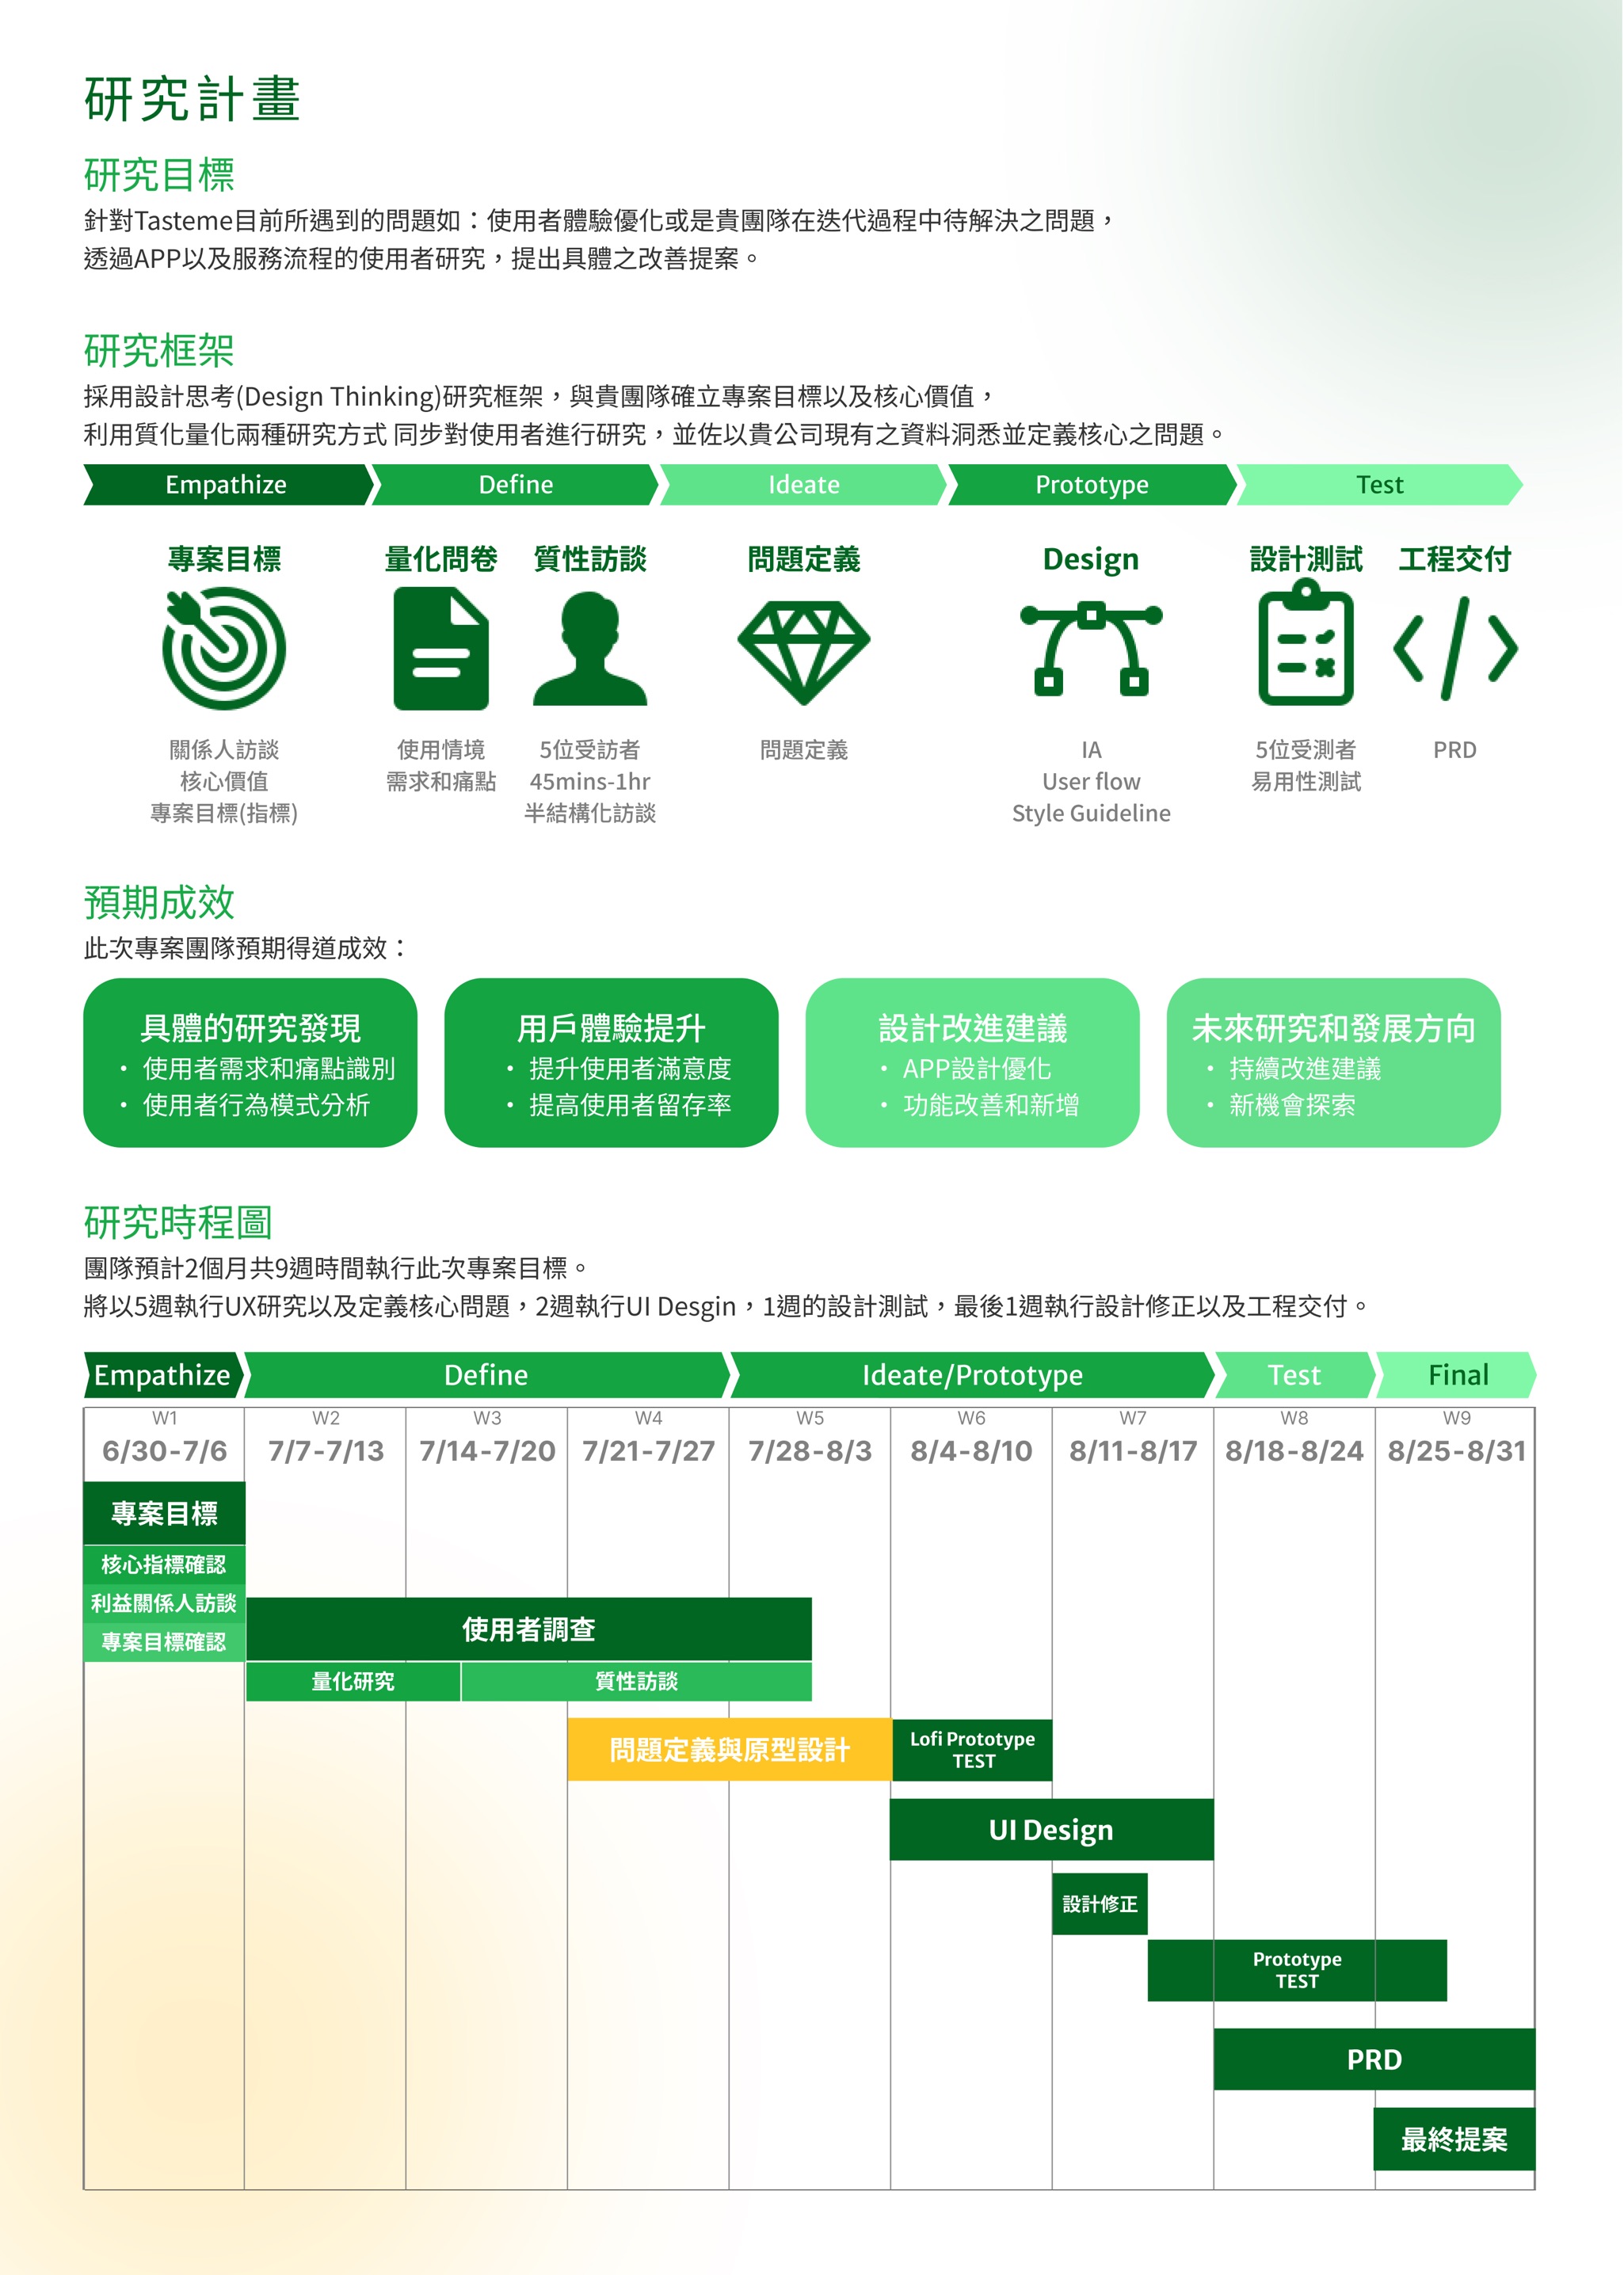 研究計畫
研究目標
針對Tasteme目前所遇到的問題如：使用者體驗優化或是貴團隊在迭代過程中待解決之問題，
透過APP以及服務流程的使用者研究，提出具體之改善提案。
研究框架
採用設計思考(Design Thinking)研究框架，與貴團隊確立專案目標以及核心價值，
利用質化量化兩種研究方式 同步對使用者進行研究，並佐以貴公司現有之資料洞悉並定義核心之問題。
Empathize
Define
Ideate
Prototype
Test
專案目標
關係人訪談
核心價值
專案目標(指標)
量化問卷
使用情境
需求和痛點
質性訪談
5位受訪者
45mins-1hr
半結構化訪談
問題定義
問題定義
Design
IA
User flow
Style Guideline
設計測試
5位受測者
易用性測試
工程交付
PRD
預期成效
此次專案團隊預期得道成效：
具體的研究發現
• 使用者需求和痛點識別
• 使用者行為模式分析
用戶體驗提升
• 提升使用者滿意度
• 提高使用者留存率
設計改進建議
• APP設計優化
• 功能改善和新增
未來研究和發展方向
• 持續改進建議
• 新機會探索
研究時程圖
團隊預計2個月共9週時間執行此次專案目標。
將以5週執行UX研究以及定義核心問題，2週執行UI Desgin，1週的設計測試，最後1週執行設計修正以及工程交付。
Empathize
Define
Ideate/Prototype
Test
Final
W1
W2
W3
W4
W5
W6
W7
W8
W9
6/30-7/6
7/7-7/13
7/14-7/20
7/21-7/27
7/28-8/3
8/4-8/10
8/11-8/17
8/18-8/24
8/25-8/31
專案目標
核心指標確認
利益關係人訪談
專案目標確認
使用者調查
量化研究
質性訪談
問題定義與原型設計
Lofi Prototype
TEST
UI Design
設計修正
Prototype
TEST
PRD
最終提案